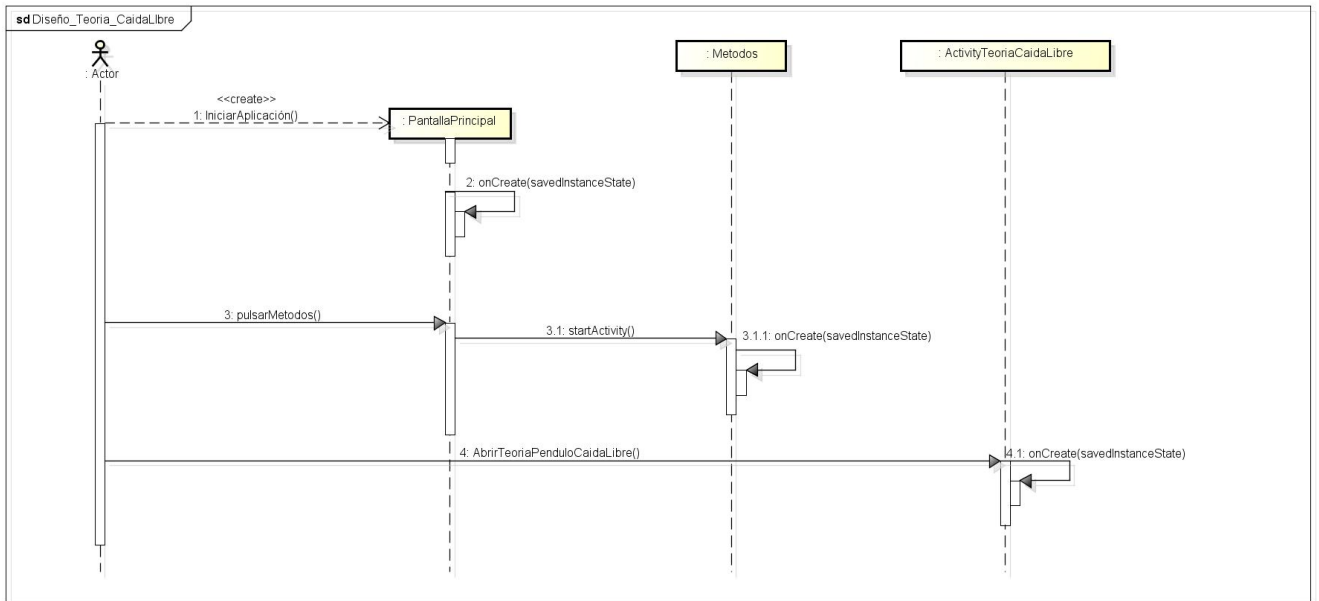 sd Diseño_Teoria_CaidaLIbre
: Actor
: Metodos
: ActivityTeoriaCaidaLibre
<<create>>
1: IniciarAplicación()
: PantallaPrincipal
2: onCreate(savedInstanceState)
3: pulsarMetodos()
3.1: startActivity()
3.1.1: onCreate(savedInstanceState)
4: AbrirTeoriaPenduloCaidaLibre()
4.1: onCreate(savedInstanceState)